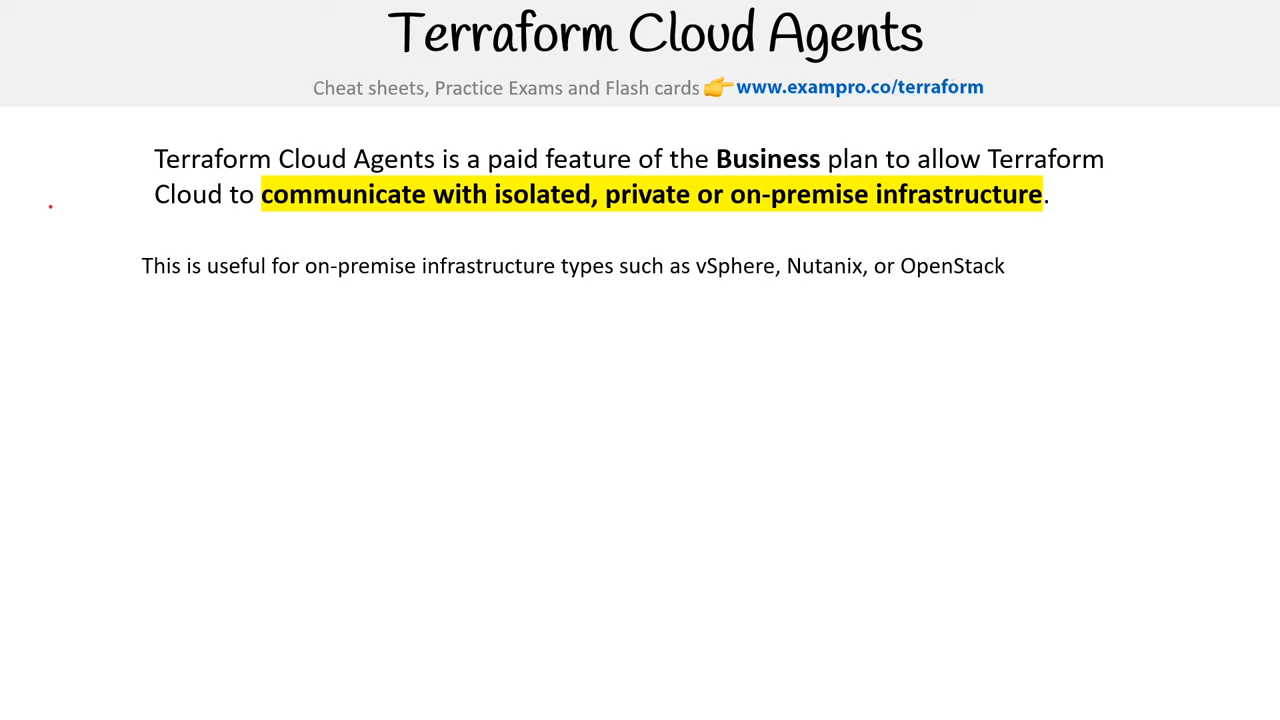 Terraform Cloud Agents
Cheat sheets, Practice Exams and Flash cards 👉 www.exampro.co/terraform
Terraform Cloud Agents is a paid feature of the Business plan to allow Terraform
Cloud to communicate with isolated, private or on-premise infrastructure.
This is useful for on-premise infrastructure types such as vSphere, Nutanix, or OpenStack